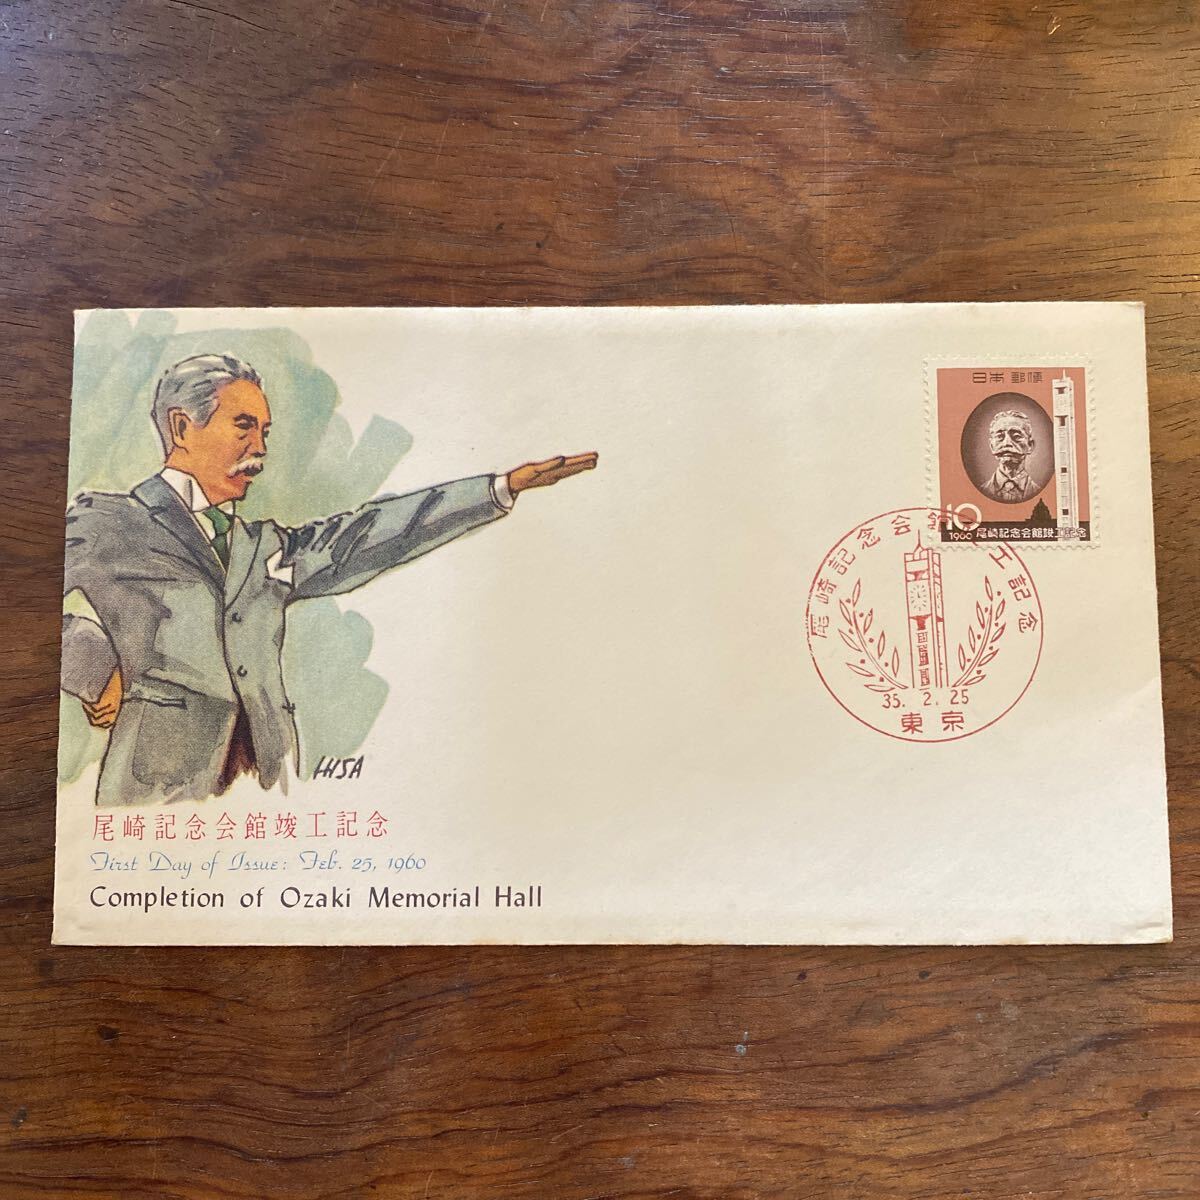 日本郵便
10
1960 尾崎記念会館竣工記念
尾崎記念会館竣工記念
35. 2. 25
東京
HISA
尾崎記念会館竣工記念
First Day of Issue: Feb. 25, 1960
Completion of Ozaki Memorial Hall